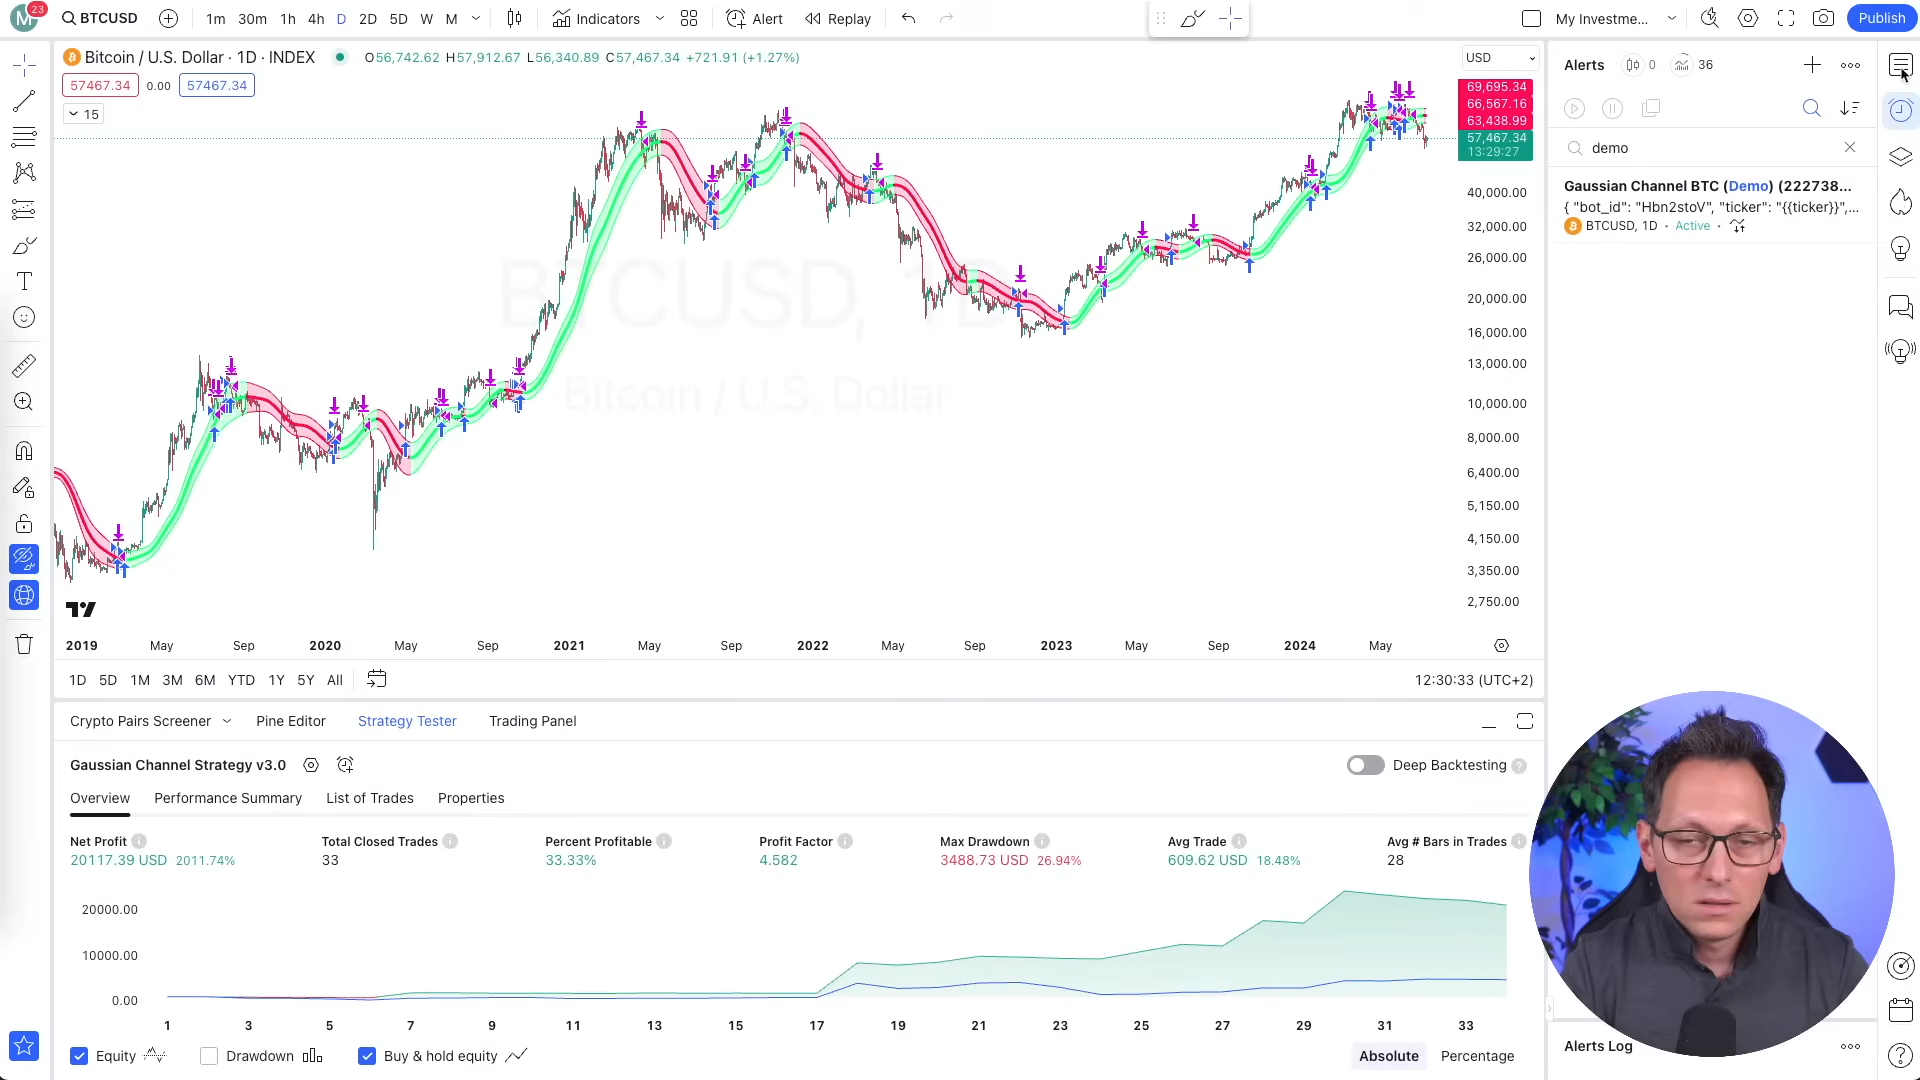 M 23 BTCUSD 1m 30m 1h 4h D 2D 5D W M Indicators Alert Replay My Investme... Publish
Bitcoin / U.S. Dollar · 1D · INDEX O56,742.62 H57,912.67 L56,340.89 C57,467.34 +721.91 (+1.27%)
57467.34 0.00 57467.34
15
USD
69,695.34
66,567.16
63,438.99
57,467.34
13:29:27
40,000.00
32,000.00
26,000.00
20,000.00
16,000.00
13,000.00
10,000.00
8,000.00
6,400.00
5,150.00
4,150.00
3,350.00
2,750.00
BTCUSD, 1D
Bitcoin / U.S. Dollar
2019 May Sep 2020 May Sep 2021 May Sep 2022 May Sep 2023 May Sep 2024 May
1D 5D 1M 3M 6M YTD 1Y 5Y All 12:30:33 (UTC+2)
Alerts 0 36
demo
Gaussian Channel BTC (Demo) (222738...
{ "bot_id": "Hbn2stoV", "ticker": "{{ticker}}",...
BTCUSD, 1D · Active ·
Crypto Pairs Screener Pine Editor Strategy Tester Trading Panel
Gaussian Channel Strategy v3.0 Deep Backtesting
Overview Performance Summary List of Trades Properties
Net Profit Total Closed Trades Percent Profitable Profit Factor Max Drawdown Avg Trade Avg # Bars in Trades
20117.39 USD 2011.74% 33 33.33% 4.582 3488.73 USD 26.94% 609.62 USD 18.48% 28
20000.00
10000.00
0.00
1 3 5 7 9 11 13 15 17 19 21 23 25 27 29 31 33
Equity Drawdown Buy & hold equity Absolute Percentage
Alerts Log